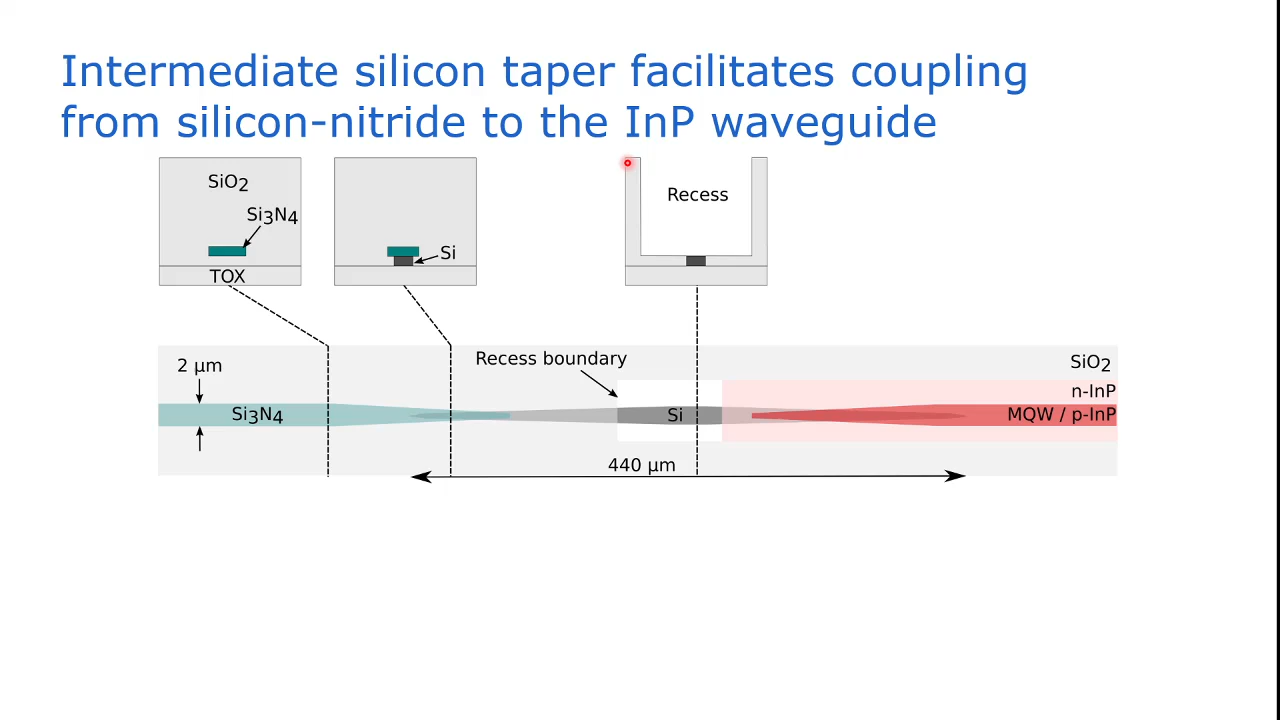 Intermediate silicon taper facilitates coupling
from silicon-nitride to the InP waveguide
SiO2
Si3N4
TOX
Si
Recess
Recess boundary
2 µm
Si3N4
Si
SiO2
n-InP
MQW / p-InP
440 µm